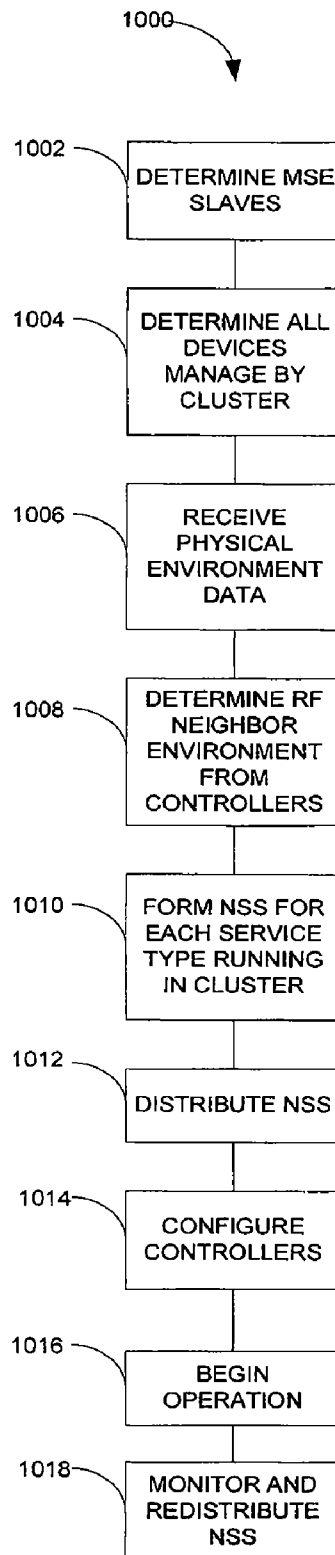 1000
1002
DETERMINE MSE
SLAVES
1004
DETERMINE ALL
DEVICES
MANAGE BY
CLUSTER
1006
RECEIVE
PHYSICAL
ENVIRONMENT
DATA
1008
DETERMINE RF
NEIGHBOR
ENVIRONMENT
FROM
CONTROLLERS
1010
FORM NSS FOR
EACH SERVICE
TYPE RUNNING
IN CLUSTER
1012
DISTRIBUTE NSS
1014
CONFIGURE
CONTROLLERS
1016
BEGIN
OPERATION
1018
MONITOR AND
REDISTRIBUTE
NSS